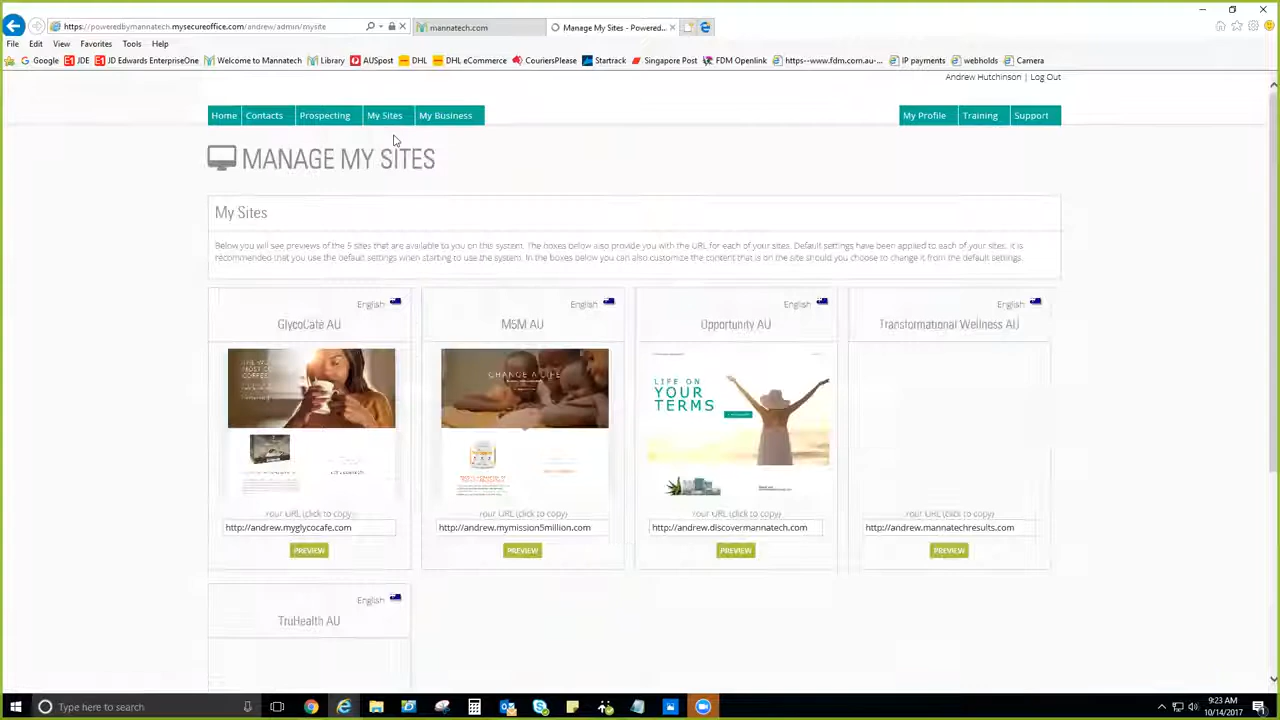 https://poweredbymannatech.mysecureoffice.com/andrew/admin/mysite
mannatech.com
Manage My Sites - Powered...
File Edit View Favorites Tools Help
Google JDE JD Edwards EnterpriseOne Welcome to Mannatech Library AUSpost DHL DHL eCommerce CouriersPlease Startrack Singapore Post FDM Openlink https--www.fdm.com.au-... IP payments webholds Camera
Andrew Hutchinson | Log Out
Home Contacts Prospecting My Sites My Business My Profile Training Support
MANAGE MY SITES
My Sites
Below you will see previews of the 5 sites that are available to you on this system. The boxes below also provide you with the URL for each of your sites. Default settings have been applied to each of your sites. It is
recommended that you use the default settings when starting to use the system. In the boxes below you can also customize the content that is on the site should you choose to change it from the default settings.
English English English English
GlycoCafé AU M5M AU Opportunity AU Transformational Wellness AU
CHANGE A LIFE
LIFE ON
YOUR
TERMS
Your URL (click to copy) Your URL (click to copy) Your URL (click to copy) Your URL (click to copy)
http://andrew.myglycocafe.com http://andrew.mymission5million.com http://andrew.discovermannatech.com http://andrew.mannatechresults.com
PREVIEW PREVIEW PREVIEW PREVIEW
English
TruHealth AU
Type here to search
9:23 AM
10/14/2017